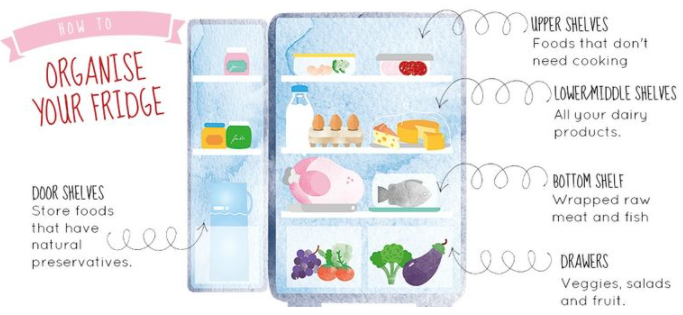 HOW TO
ORGANISE
YOUR FRIDGE
UPPER SHELVES
Foods that don't
need cooking
LOWER/MIDDLE SHELVES
All your dairy
products.
BOTTOM SHELF
Wrapped raw
meat and fish
DRAWERS
Veggies, salads
and fruit.
DOOR SHELVES
Store foods
that have
natural
preservatives.